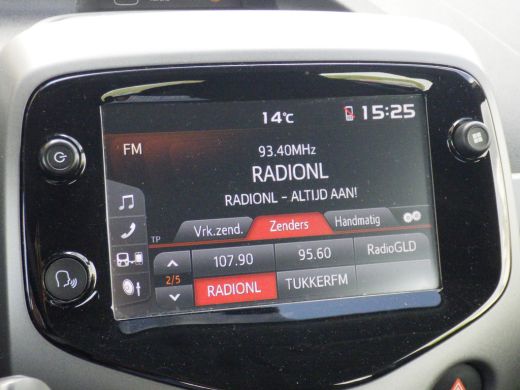 14°C 15:25
FM
93.40MHz
RADIONL
RADIONL - ALTIJD AAN!
TP Vrk.zend. Zenders Handmatig
107.90 95.60 RadioGLD
2/5
RADIONL TUKKERFM